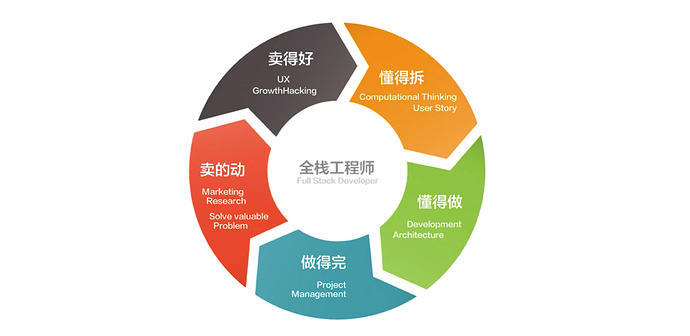 卖得好
UX
GrowthHacking
懂得拆
Computational Thinking
User Story
懂得做
Development
Architecture
做得完
Project
Management
卖的动
Marketing
Research
Solve valuable
Problem
全栈工程师
Full Stack Developer